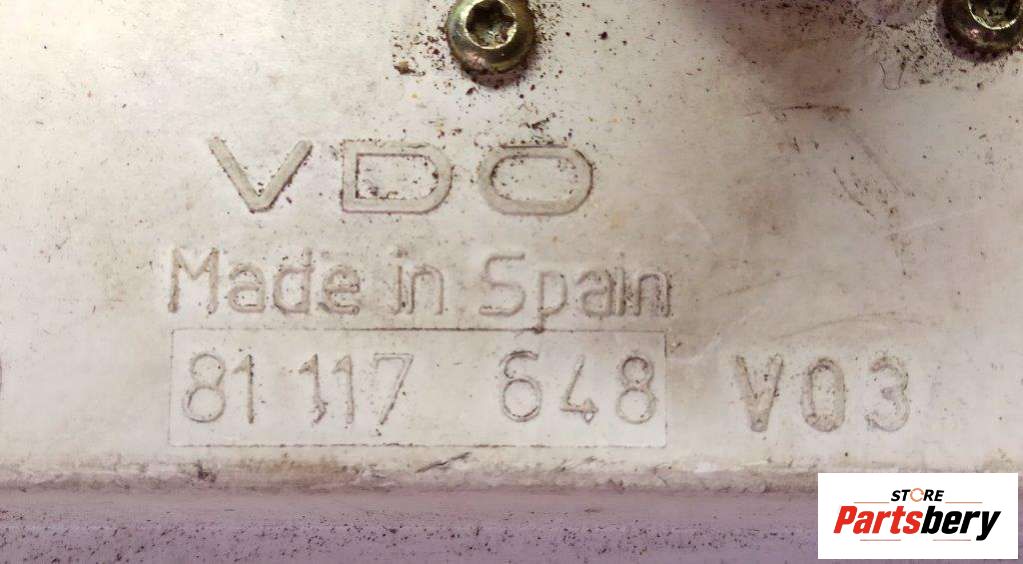 VDO
Made in Spain
81 117 648 V03
STORE
Partsbery